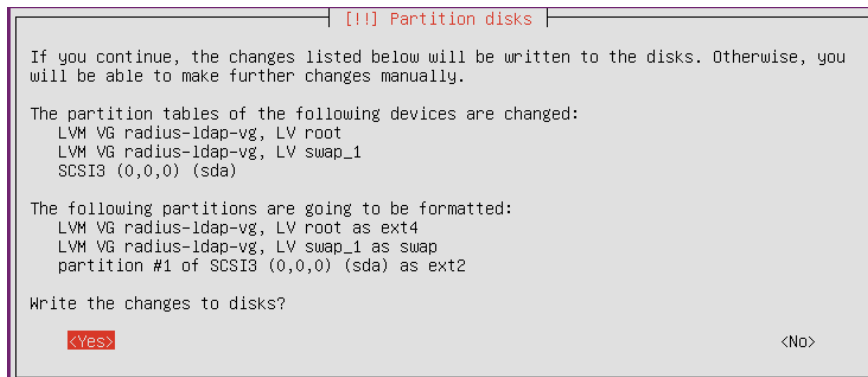 [!!] Partition disks
If you continue, the changes listed below will be written to the disks. Otherwise, you
will be able to make further changes manually.
The partition tables of the following devices are changed:
LVM VG radius-ldap-vg, LV root
LVM VG radius-ldap-vg, LV swap_1
SCSI3 (0,0,0) (sda)
The following partitions are going to be formatted:
LVM VG radius-ldap-vg, LV root as ext4
LVM VG radius-ldap-vg, LV swap_1 as swap
partition #1 of SCSI3 (0,0,0) (sda) as ext2
Write the changes to disks?
<Yes> <No>